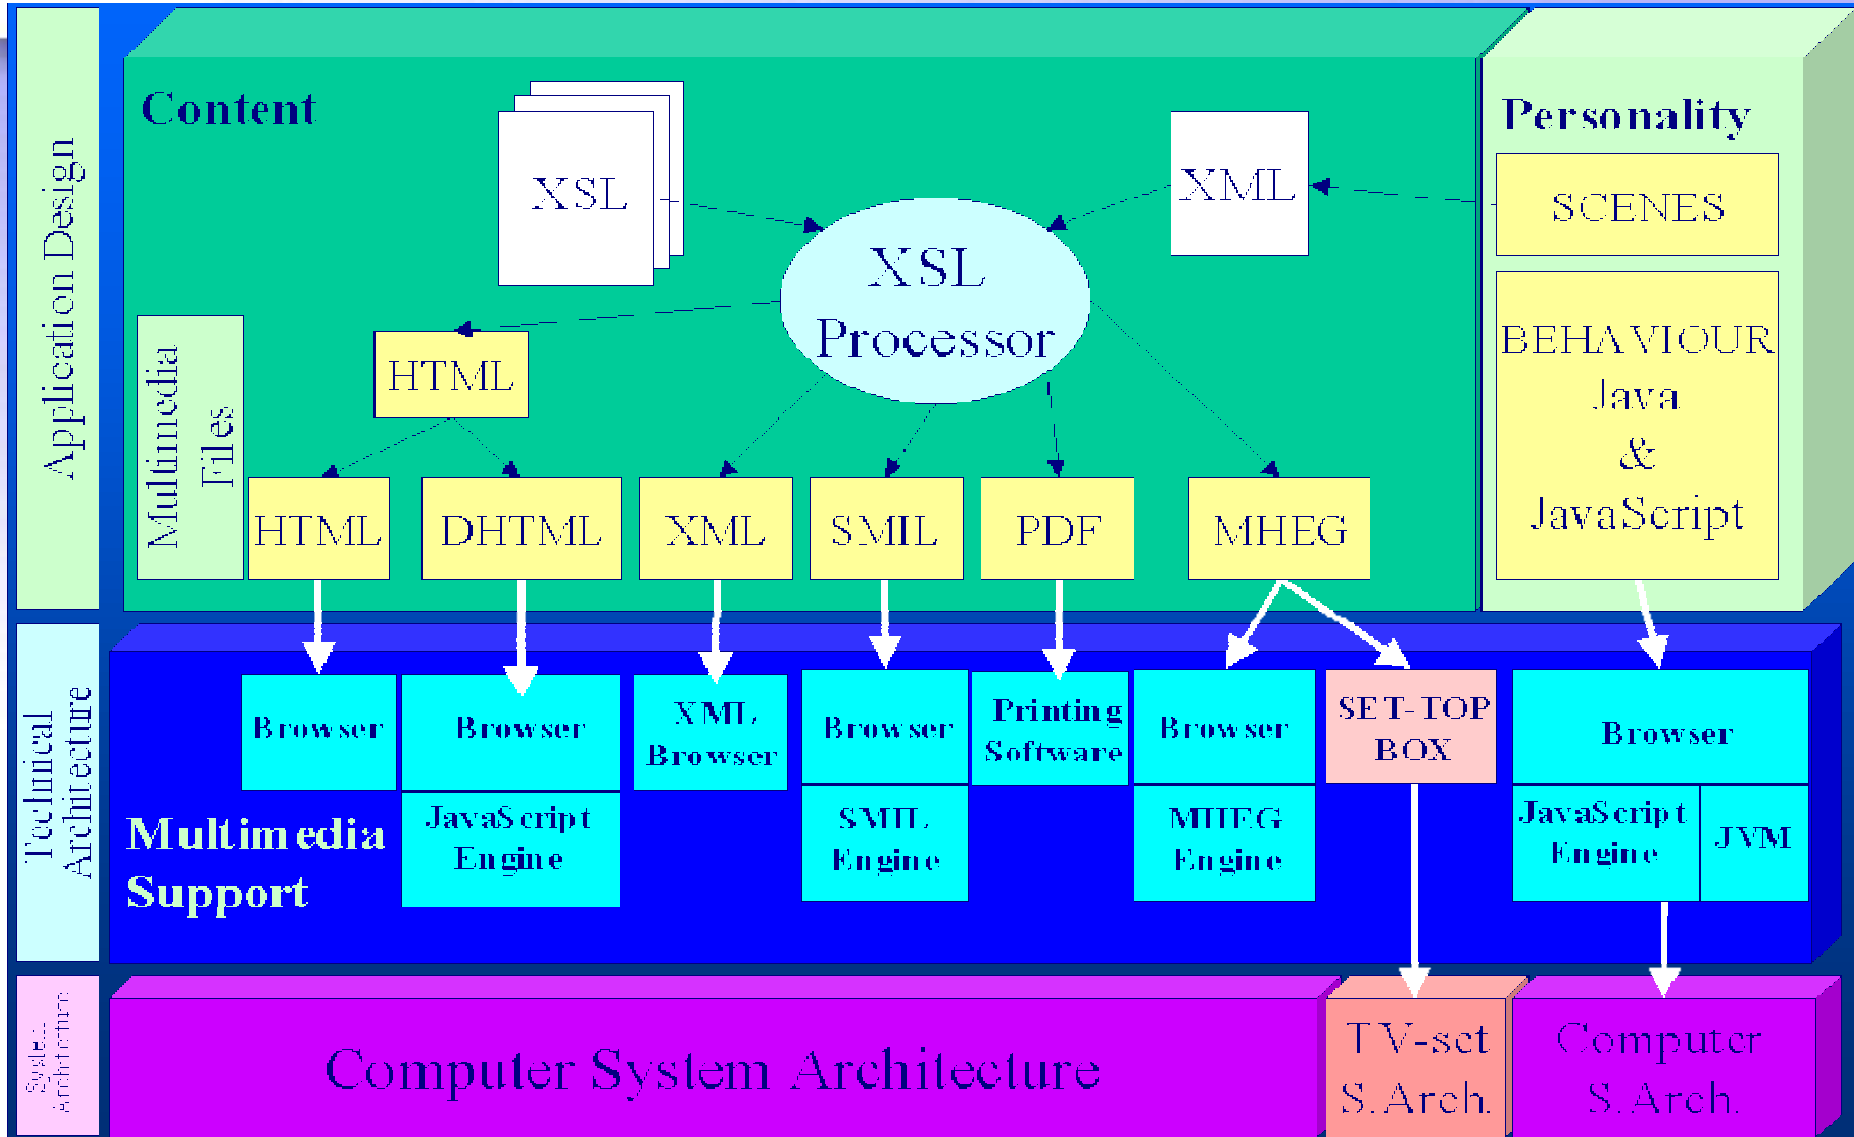 Application Design
Content
XSL
XML
XSL
Processor
Personality
SCENES
BEHAVIOUR
Java
&
JavaScript
Multimedia
Files
HTML
HTML
DHTML
XML
SMIL
PDF
MHEG
Technical
Architecture
Multimedia
Support
Browser
Browser
JavaScript
Engine
XML
Browser
Browser
SMIL
Engine
Printing
Software
Browser
MHEG
Engine
SET-TOP
BOX
Browser
JavaScript
Engine
JVM
System
Architecture
Computer System Architecture
TV-set
S.Arch.
Computer
S.Arch.